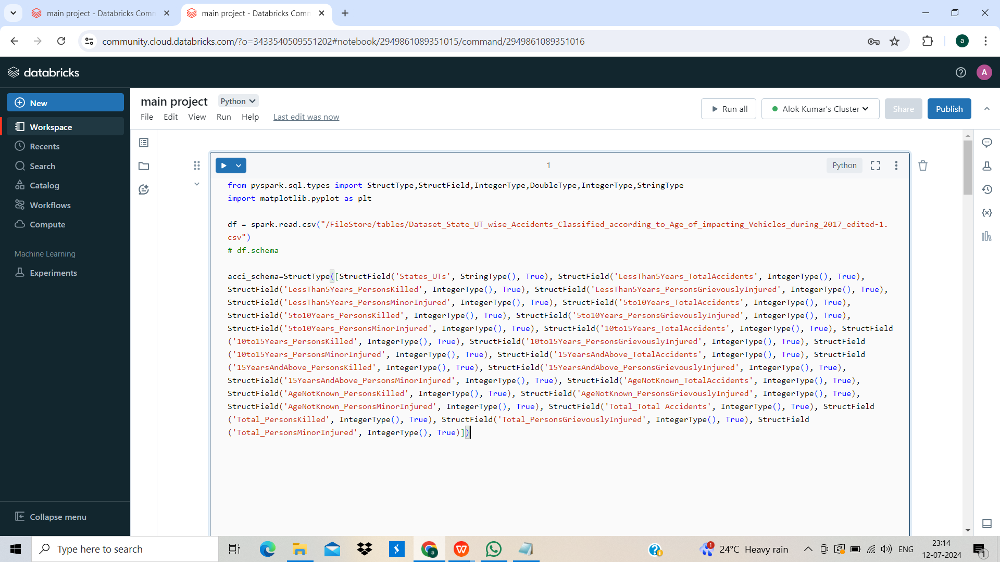 main project - Databricks Com
main project - Databricks Com
community.cloud.databricks.com/?o=3433540509551202#notebook/2949861089351015/command/2949861089351016
a
databricks
A
New
Workspace
Recents
Search
Catalog
Workflows
Compute
Machine Learning
Experiments
Collapse menu
main project Python
File Edit View Run Help Last edit was now
Run all Alok Kumar's Cluster Share Publish
1 Python
from pyspark.sql.types import StructType,StructField,IntegerType,DoubleType,IntegerType,StringType
import matplotlib.pyplot as plt
df = spark.read.csv("/FileStore/tables/Dataset_State_UT_wise_Accidents_Classified_according_to_Age_of_impacting_Vehicles_during_2017_edited-1.
csv")
# df.schema
acci_schema=StructType([StructField('States_UTs', StringType(), True), StructField('LessThan5Years_TotalAccidents', IntegerType(), True),
StructField('LessThan5Years_PersonsKilled', IntegerType(), True), StructField('LessThan5Years_PersonsGrievouslyInjured', IntegerType(), True),
StructField('LessThan5Years_PersonsMinorInjured', IntegerType(), True), StructField('5to10Years_TotalAccidents', IntegerType(), True),
StructField('5to10Years_PersonsKilled', IntegerType(), True), StructField('5to10Years_PersonsGrievouslyInjured', IntegerType(), True),
StructField('5to10Years_PersonsMinorInjured', IntegerType(), True), StructField('10to15Years_TotalAccidents', IntegerType(), True), StructField
('10to15Years_PersonsKilled', IntegerType(), True), StructField('10to15Years_PersonsGrievouslyInjured', IntegerType(), True), StructField
('10to15Years_PersonsMinorInjured', IntegerType(), True), StructField('15YearsAndAbove_TotalAccidents', IntegerType(), True), StructField
('15YearsAndAbove_PersonsKilled', IntegerType(), True), StructField('15YearsAndAbove_PersonsGrievouslyInjured', IntegerType(), True),
StructField('15YearsAndAbove_PersonsMinorInjured', IntegerType(), True), StructField('AgeNotKnown_TotalAccidents', IntegerType(), True),
StructField('AgeNotKnown_PersonsKilled', IntegerType(), True), StructField('AgeNotKnown_PersonsGrievouslyInjured', IntegerType(), True),
StructField('AgeNotKnown_PersonsMinorInjured', IntegerType(), True), StructField('Total_Total Accidents', IntegerType(), True), StructField
('Total_PersonsKilled', IntegerType(), True), StructField('Total_PersonsGrievouslyInjured', IntegerType(), True), StructField
('Total_PersonsMinorInjured', IntegerType(), True)])
Type here to search
1 24°C Heavy rain
ENG
23:14
12-07-2024
1